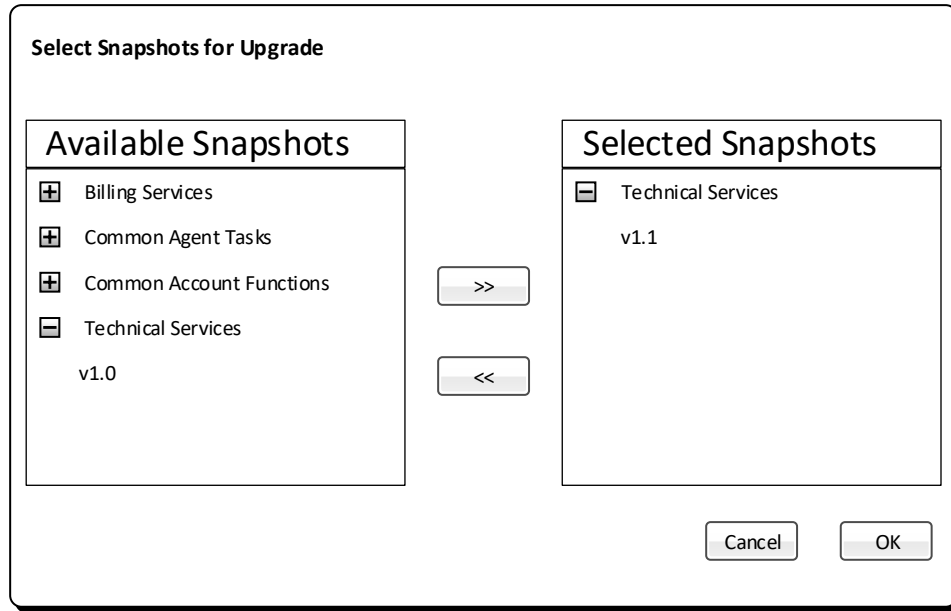 Select Snapshots for Upgrade
Available Snapshots
Billing Services
Common Agent Tasks
Common Account Functions
Technical Services
v1.0
>>
<<
Selected Snapshots
Technical Services
v1.1
Cancel
OK